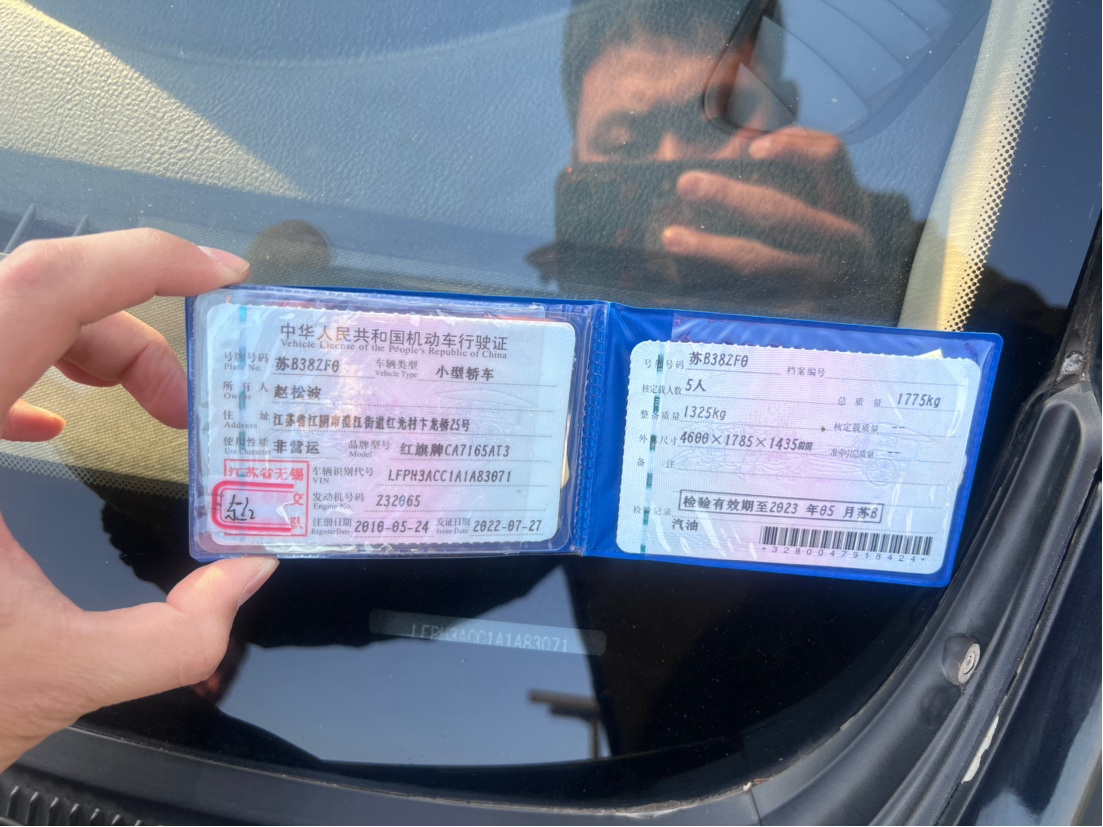 中华人民共和国机动车行驶证
Vehicle License of the People's Republic of China
号牌号码 苏B38ZF0 车辆类型 小型轿车
Plate No. Vehicle Type
所有人 赵松波
Owner
住址 江苏省江阴市澄江街道红光村卞龙桥25号
Address
使用性质 非营运 品牌型号 红旗牌CA7165AT3
Use Character Model
江苏省无锡
交
队
车辆识别代号 LFPH3ACC1A1A83071
VIN
发动机号码 232065
Engine No.
注册日期 2010-05-24 发证日期 2022-07-27
Register Date Issue Date
号牌号码 苏B38ZF0 档案编号
核定载人数 5人 总质量 1775kg
整备质量 1325kg 核定载质量 --
外廓尺寸 4600×1785×1435mm 准牵引总质量 --
备注
检验记录 检验有效期至2023年05月苏B
汽油
*3280047918424*
LFPH3ACC1A1A83071